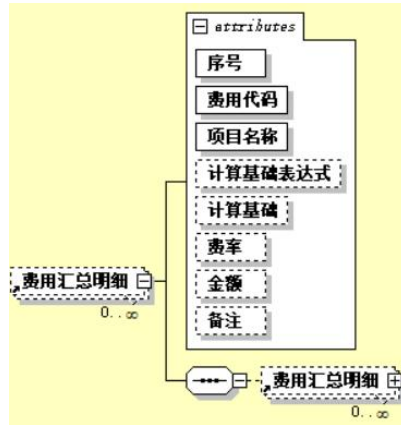 attributes
序号
费用代码
项目名称
计算基础表达式
计算基础
费率
金额
备注
费用汇总明细
0..∞
费用汇总明细
0..∞